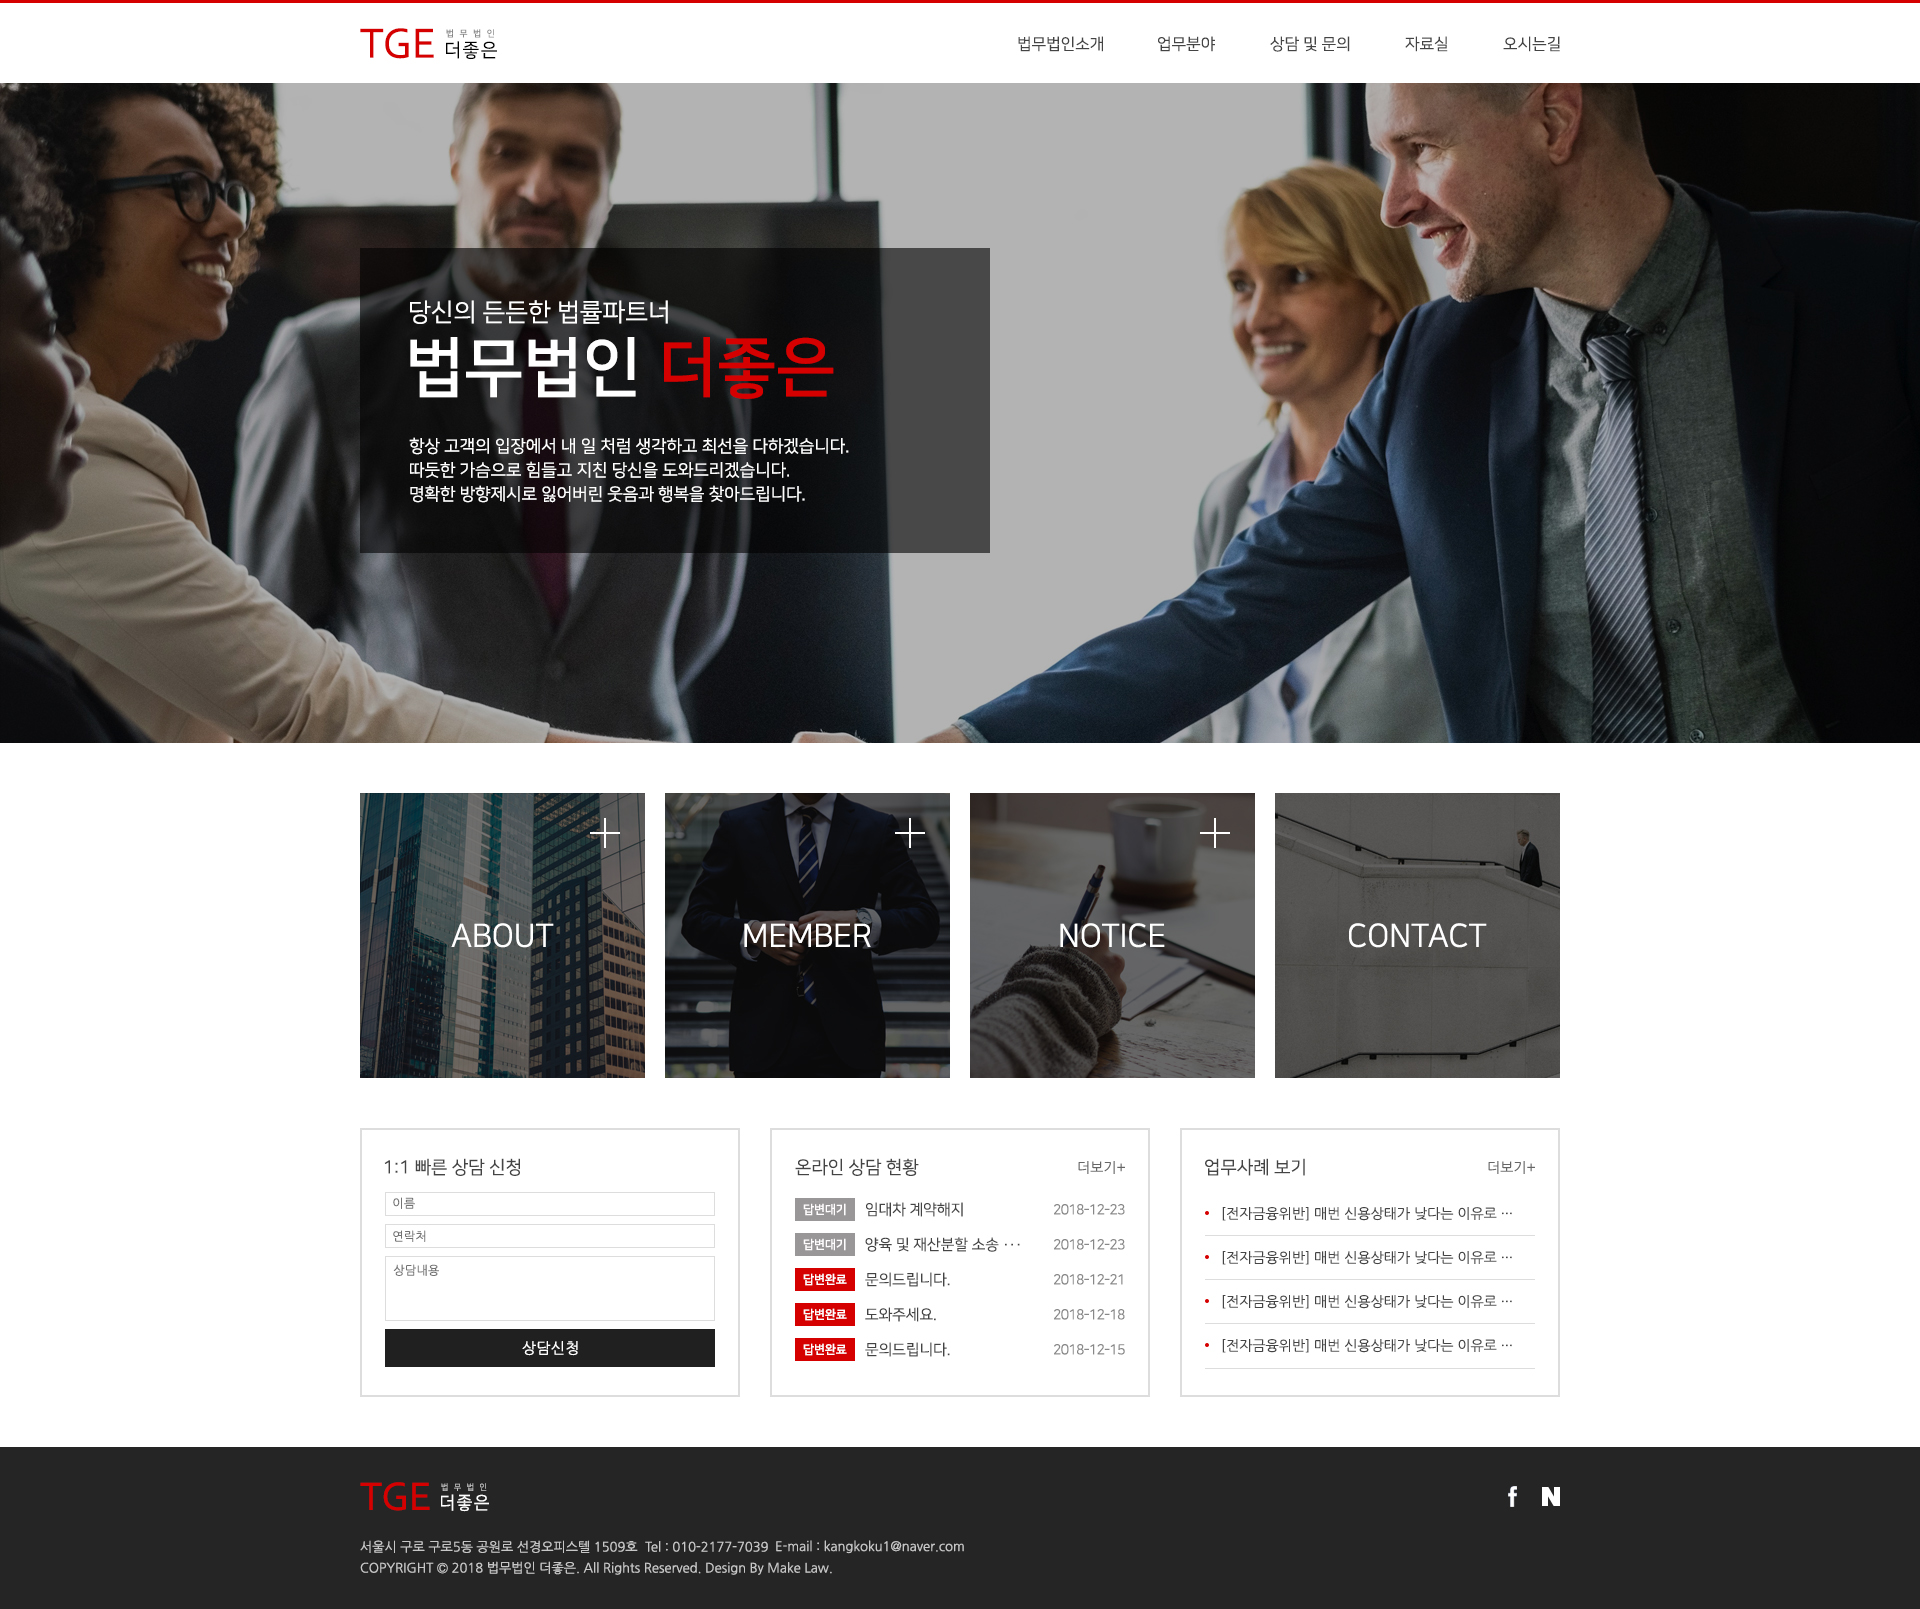 TGE 법무법인 더좋은
법무법인소개 업무분야 상담 및 문의 자료실 오시는길
당신의 든든한 법률파트너
법무법인 더좋은
항상 고객의 입장에서 내 일 처럼 생각하고 최선을 다하겠습니다.
따듯한 가슴으로 힘들고 지친 당신을 도와드리겠습니다.
명확한 방향제시로 잃어버린 웃음과 행복을 찾아드립니다.
ABOUT
MEMBER
NOTICE
CONTACT
1:1 빠른 상담 신청
이름
연락처
상담내용
상담신청
온라인 상담 현황 더보기+
답변대기 임대차 계약해지 2018-12-23
답변대기 양육 및 재산분할 소송 ··· 2018-12-23
답변완료 문의드립니다. 2018-12-21
답변완료 도와주세요. 2018-12-18
답변완료 문의드립니다. 2018-12-15
업무사례 보기 더보기+
[전자금융위반] 매번 신용상태가 낮다는 이유로 ···
[전자금융위반] 매번 신용상태가 낮다는 이유로 ···
[전자금융위반] 매번 신용상태가 낮다는 이유로 ···
[전자금융위반] 매번 신용상태가 낮다는 이유로 ···
TGE 법무법인 더좋은
서울시 구로 구로5동 공원로 선경오피스텔 1509호 Tel : 010-2177-7039 E-mail : kangkoku1@naver.com
COPYRIGHT © 2018 법무법인 더좋은. All Rights Reserved. Design By Make Law.